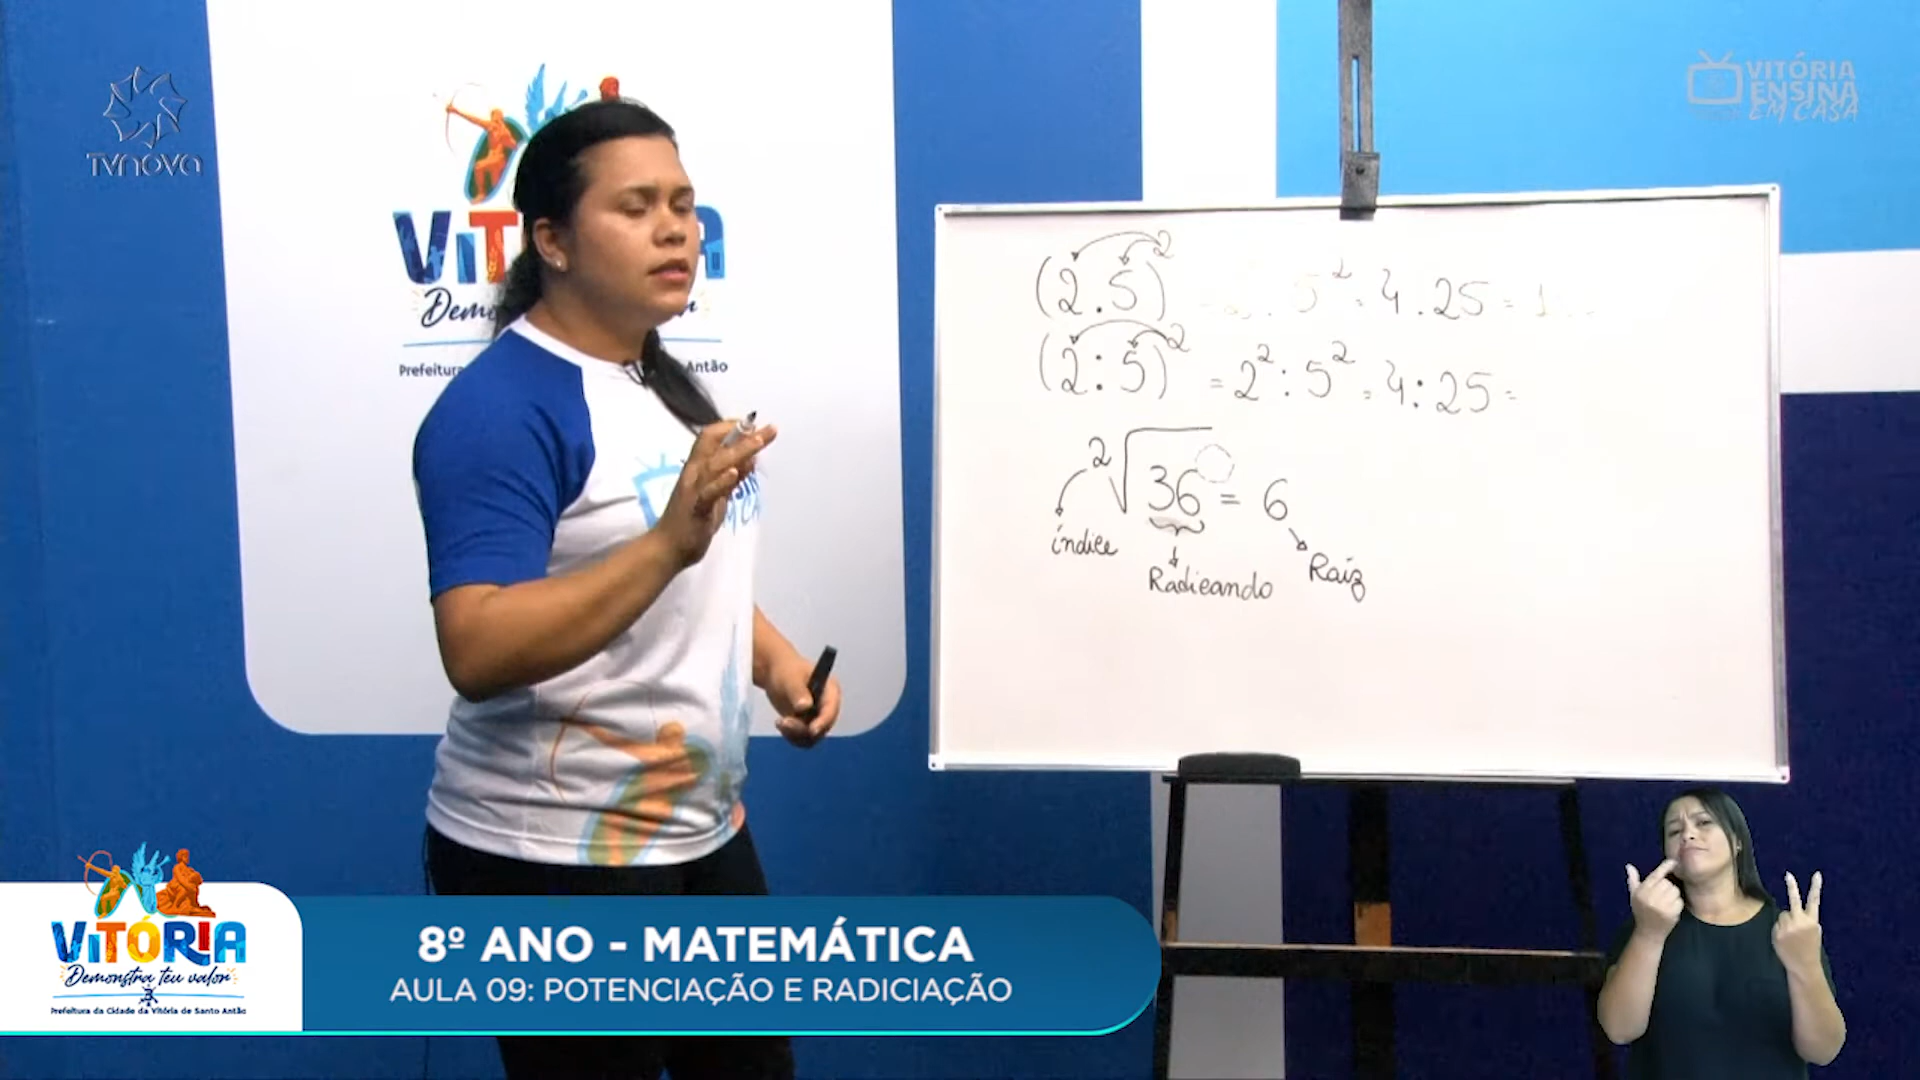 TVNOVA
VITÓRIA
ENSINA
EM CASA
Prefeitura
Antão
(2.5)² 5² = 4.25 = 1
(2:5)² = 2²:5² = 4:25 =
²√36 = 6
índice
Radicando
Raiz
8º ANO - MATEMÁTICA
AULA 09: POTENCIAÇÃO E RADICIAÇÃO
VITÓRIA
Demonstra teu valor
Prefeitura da Cidade da Vitória de Santo Antão